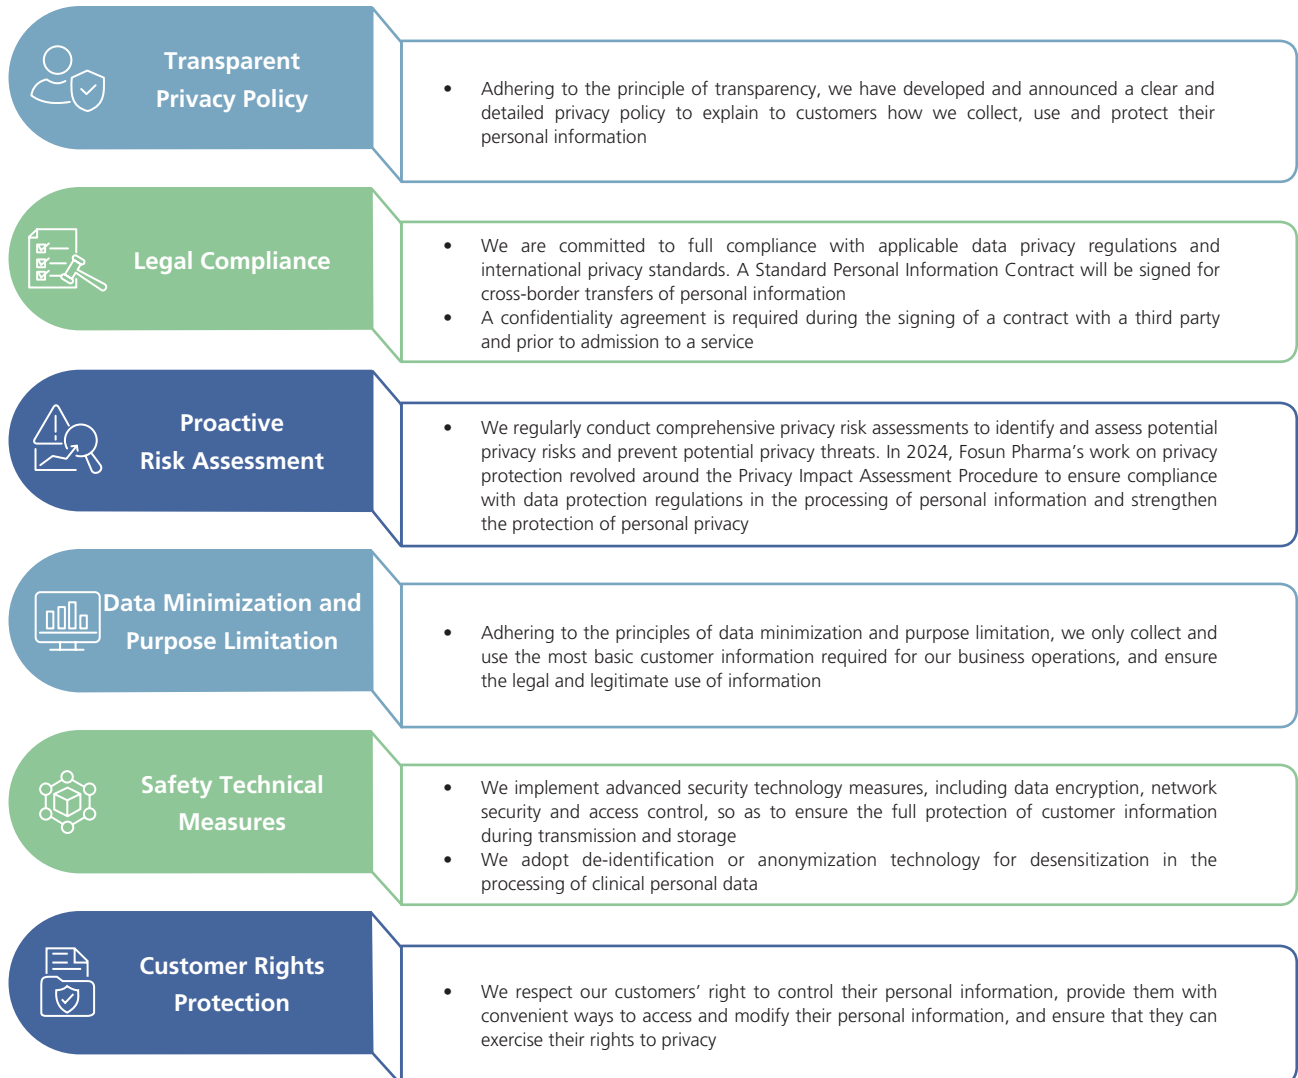 Transparent
Privacy Policy
• Adhering to the principle of transparency, we have developed and announced a clear and
detailed privacy policy to explain to customers how we collect, use and protect their
personal information
Legal Compliance
• We are committed to full compliance with applicable data privacy regulations and
international privacy standards. A Standard Personal Information Contract will be signed for
cross-border transfers of personal information
• A confidentiality agreement is required during the signing of a contract with a third party
and prior to admission to a service
Proactive
Risk Assessment
• We regularly conduct comprehensive privacy risk assessments to identify and assess potential
privacy risks and prevent potential privacy threats. In 2024, Fosun Pharma’s work on privacy
protection revolved around the Privacy Impact Assessment Procedure to ensure compliance
with data protection regulations in the processing of personal information and strengthen
the protection of personal privacy
Data Minimization and
Purpose Limitation
• Adhering to the principles of data minimization and purpose limitation, we only collect and
use the most basic customer information required for our business operations, and ensure
the legal and legitimate use of information
Safety Technical
Measures
• We implement advanced security technology measures, including data encryption, network
security and access control, so as to ensure the full protection of customer information
during transmission and storage
• We adopt de-identification or anonymization technology for desensitization in the
processing of clinical personal data
Customer Rights
Protection
• We respect our customers’ right to control their personal information, provide them with
convenient ways to access and modify their personal information, and ensure that they can
exercise their rights to privacy